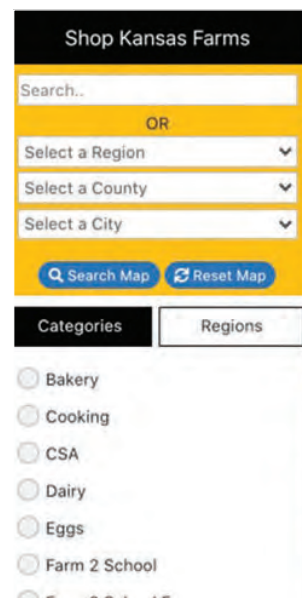 Shop Kansas Farms
Search..
OR
Select a Region
Select a County
Select a City
Search Map
Reset Map
Categories
Regions
Bakery
Cooking
CSA
Dairy
Eggs
Farm 2 School